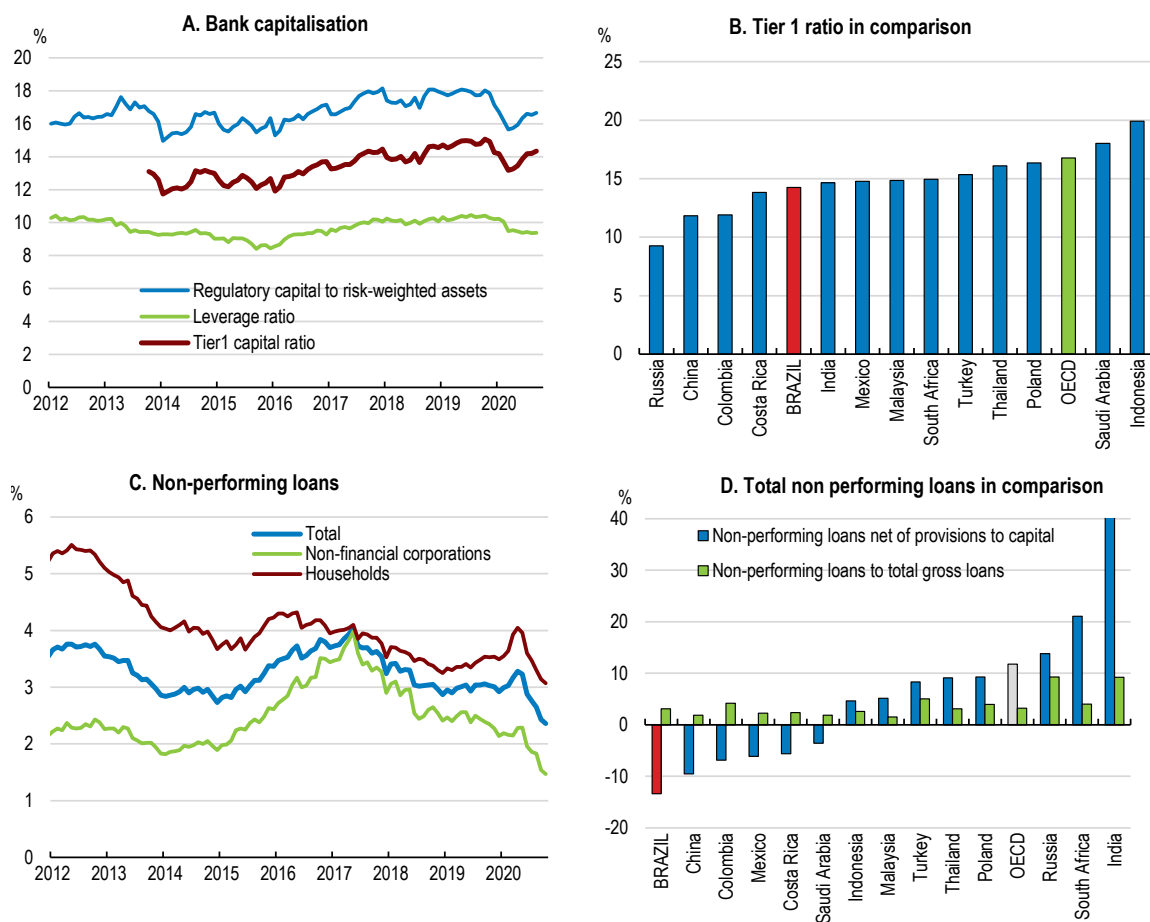 A. Bank capitalisation
%
20
18
16
14
12
10
8
6
4
2
0
Regulatory capital to risk-weighted assets
Leverage ratio
Tier1 capital ratio
2012 2013 2014 2015 2016 2017 2018 2019 2020
B. Tier 1 ratio in comparison
%
25
20
15
10
5
0
Russia
China
Colombia
Costa Rica
BRAZIL
India
Mexico
Malaysia
South Africa
Turkey
Thailand
Poland
OECD
Saudi Arabia
Indonesia
C. Non-performing loans
%
6
5
4
3
2
1
0
Total
Non-financial corporations
Households
2012 2013 2014 2015 2016 2017 2018 2019 2020
D. Total non performing loans in comparison
%
40
30
20
10
0
-10
-20
Non-performing loans net of provisions to capital
Non-performing loans to total gross loans
BRAZIL
China
Colombia
Mexico
Costa Rica
Saudi Arabia
Indonesia
Malaysia
Turkey
Thailand
Poland
OECD
Russia
South Africa
India